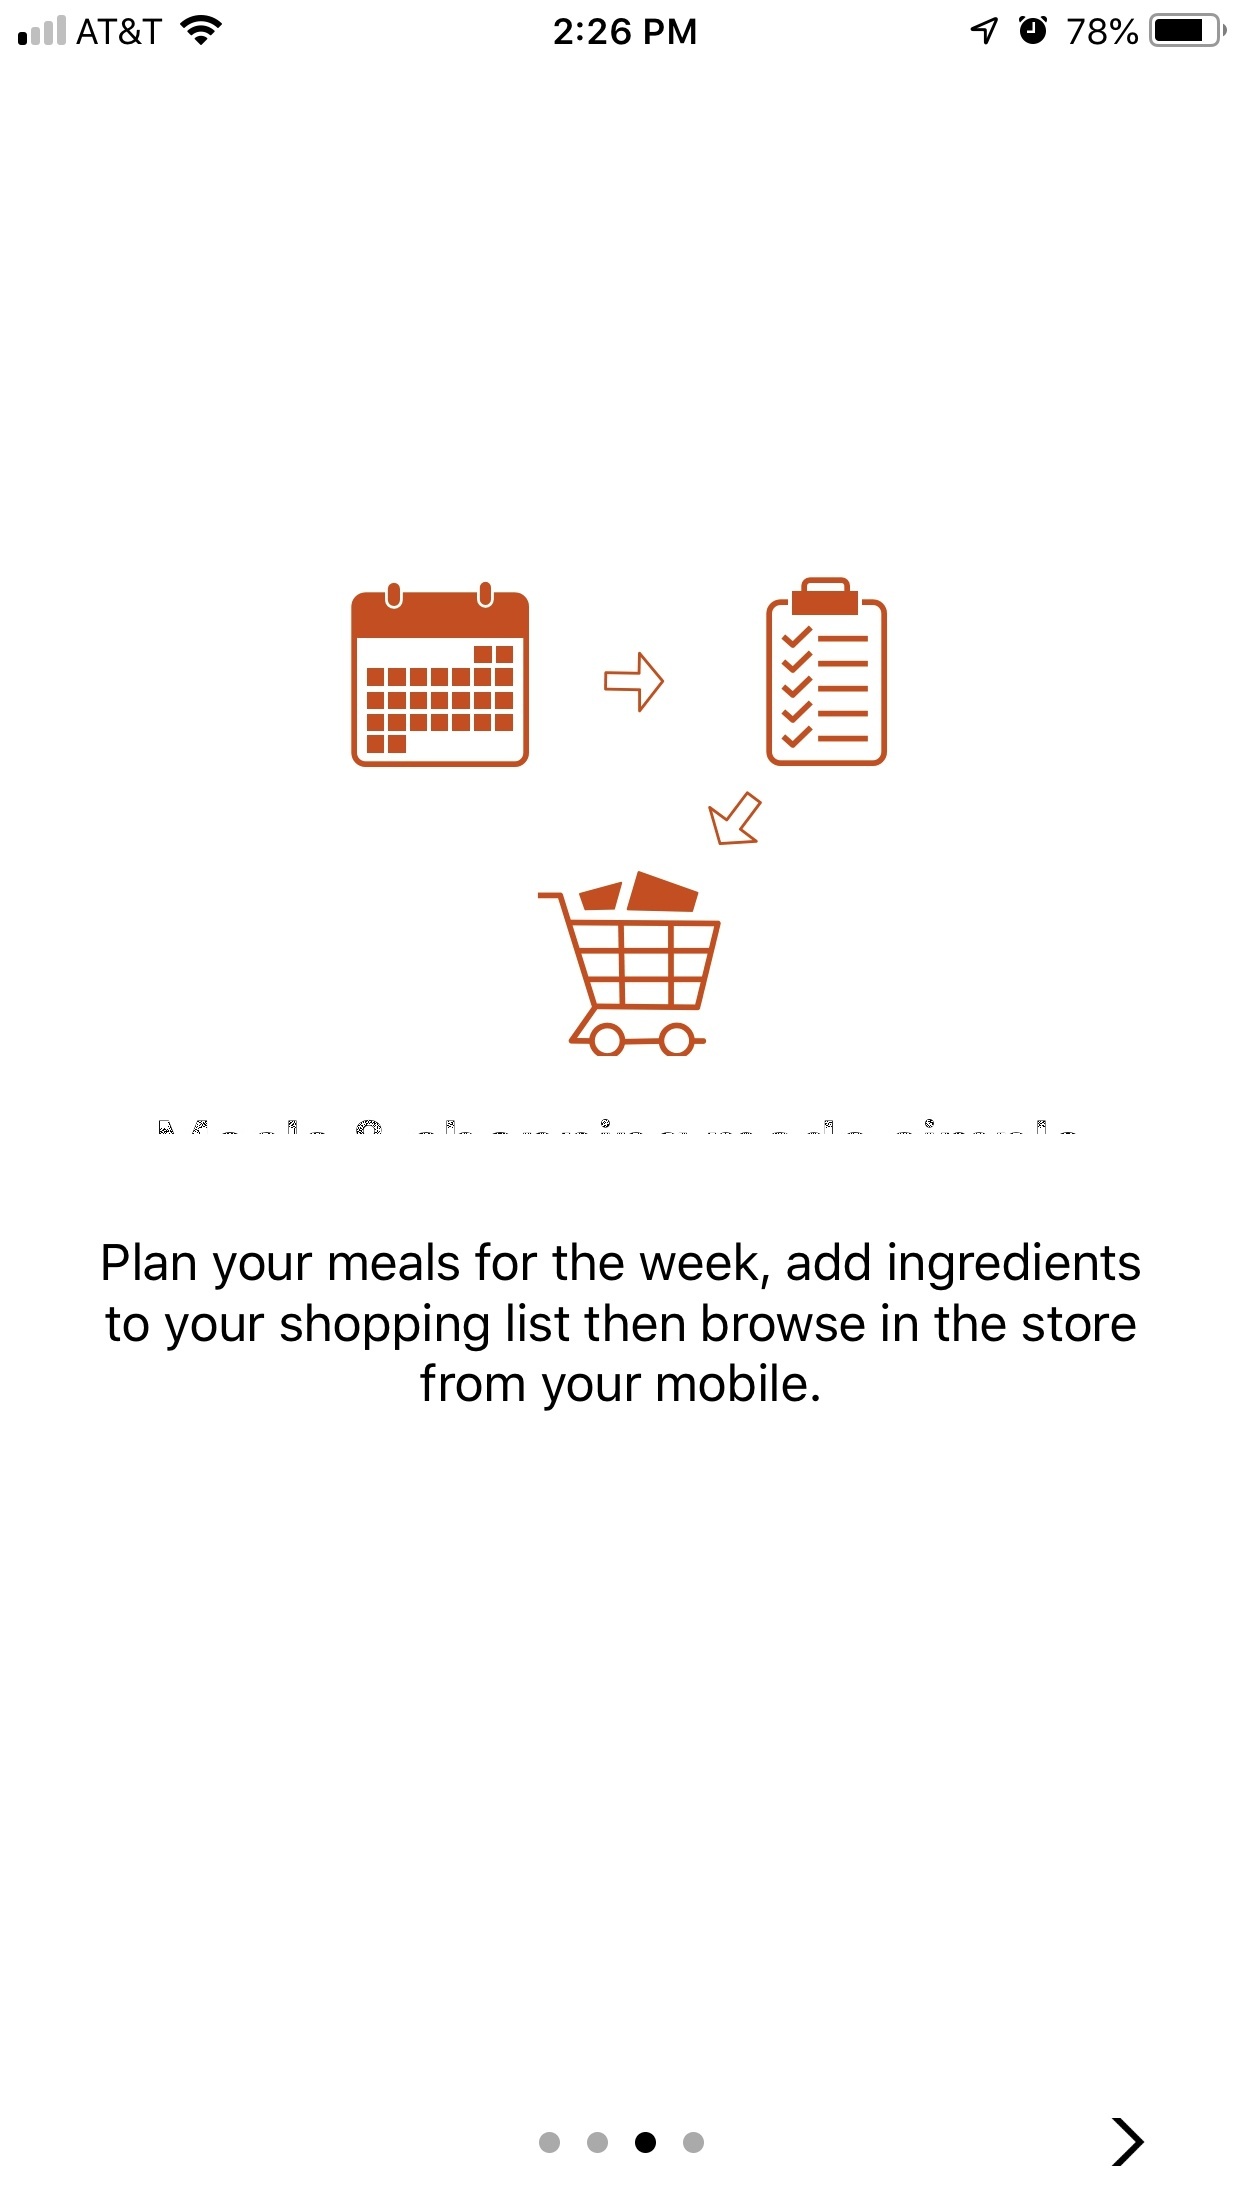 AT&T 2:26 PM 78%
Plan your meals for the week, add ingredients
to your shopping list then browse in the store
from your mobile.